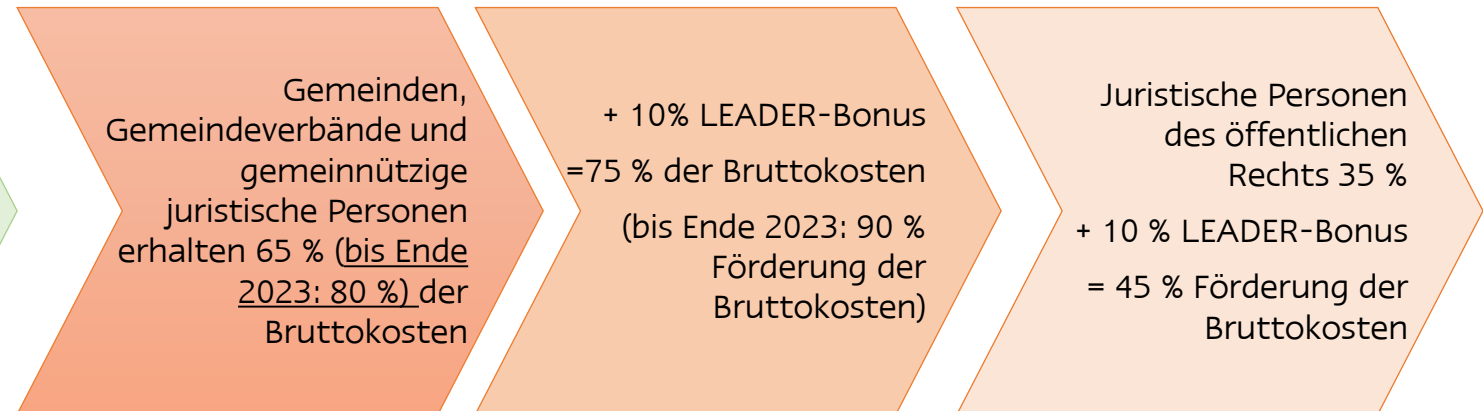 Gemeinden,
Gemeindeverbände und
gemeinnützige
juristische Personen
erhalten 65 % (bis Ende
2023: 80 %) der
Bruttokosten
+ 10% LEADER-Bonus
=75 % der Bruttokosten
(bis Ende 2023: 90 %
Förderung der
Bruttokosten)
Juristische Personen
des öffentlichen
Rechts 35 %
+ 10 % LEADER-Bonus
= 45 % Förderung der
Bruttokosten